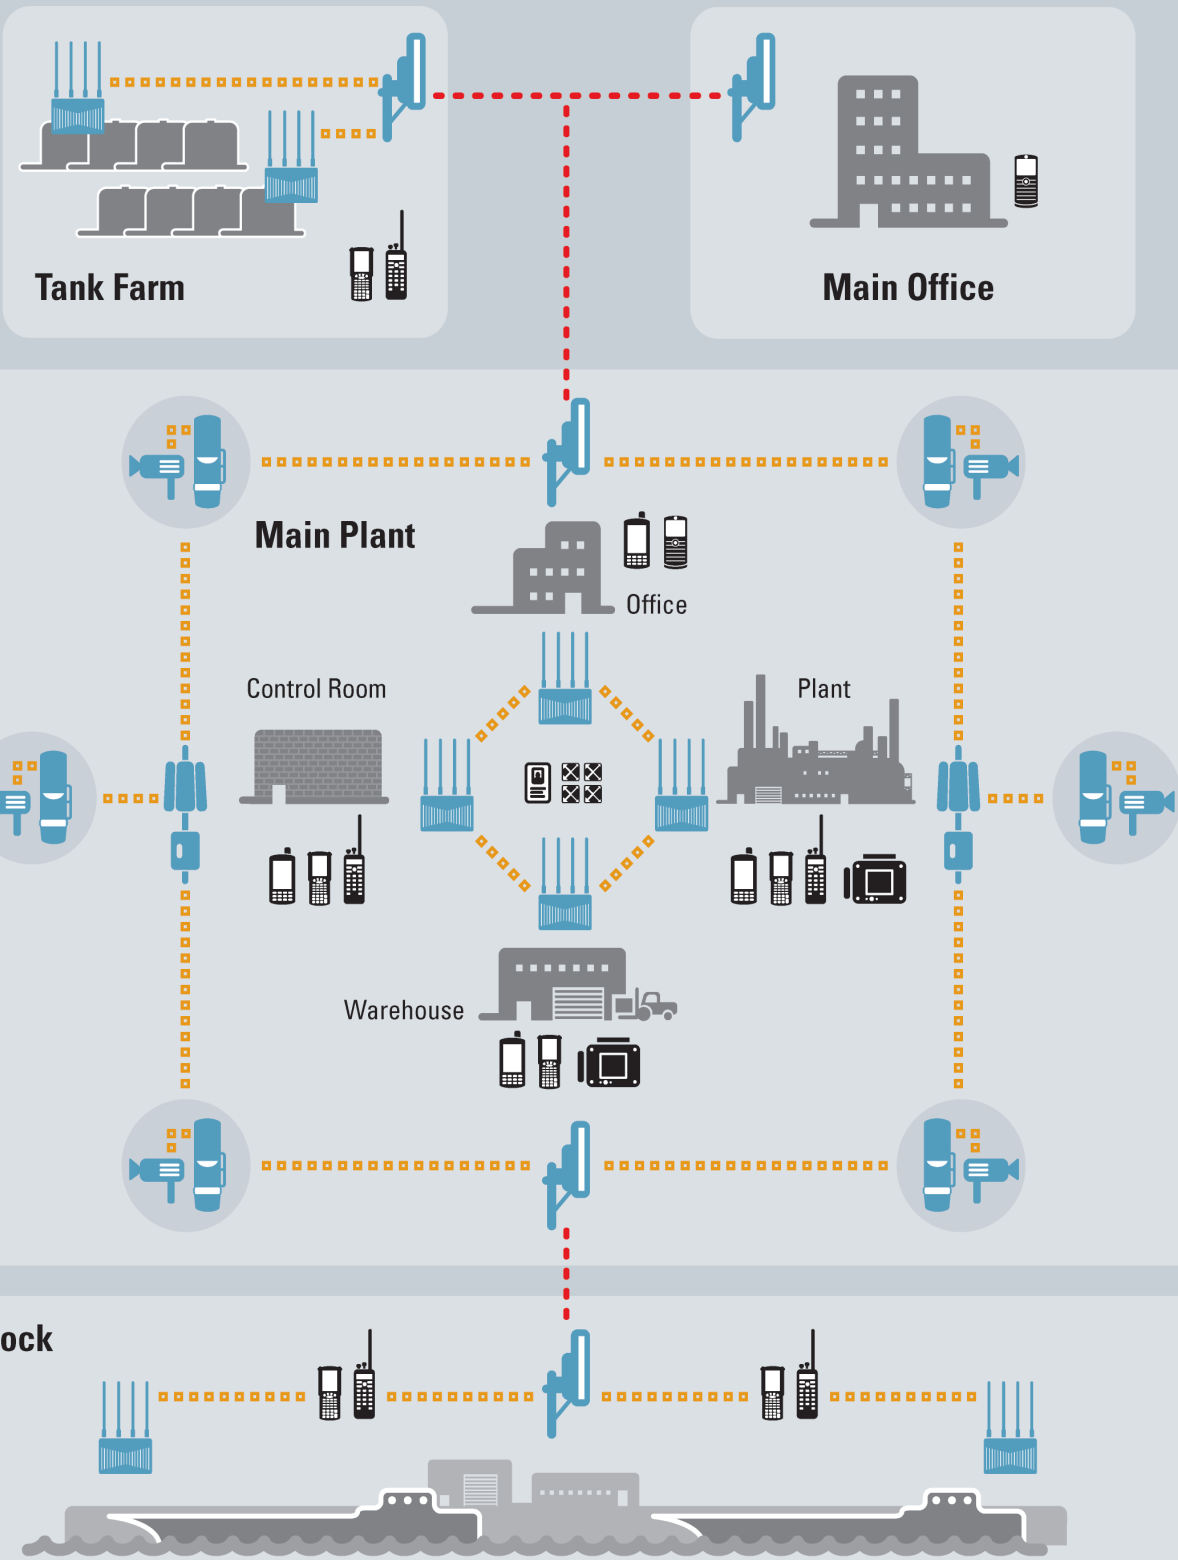 Tank Farm
Main Office
Main Plant
Office
Control Room
Plant
Warehouse
ock